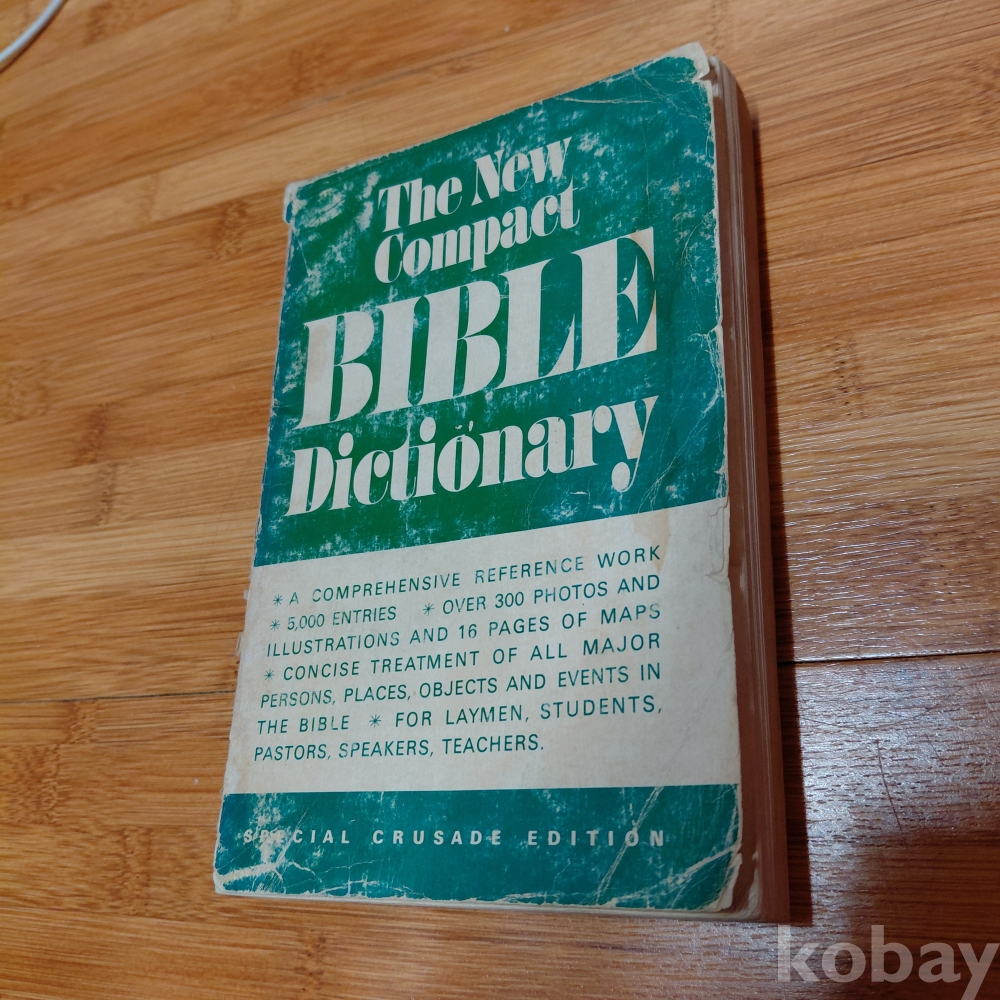 The New
Compact
BIBLE
Dictionary
* A COMPREHENSIVE REFERENCE WORK
* 5,000 ENTRIES * OVER 300 PHOTOS AND
ILLUSTRATIONS AND 16 PAGES OF MAPS
* CONCISE TREATMENT OF ALL MAJOR
PERSONS, PLACES, OBJECTS AND EVENTS IN
THE BIBLE * FOR LAYMEN, STUDENTS,
PASTORS, SPEAKERS, TEACHERS.
SPECIAL CRUSADE EDITION
kobay